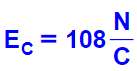 E_C = 108 N/C